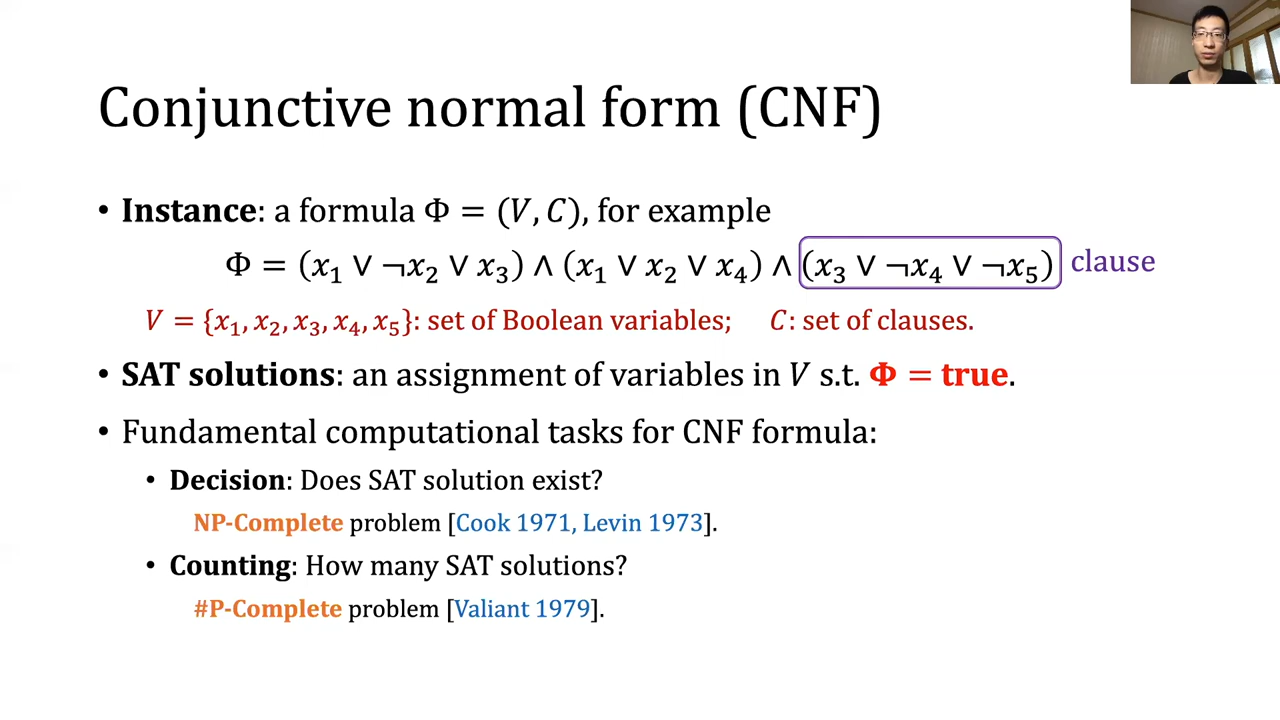 Conjunctive normal form (CNF)
• Instance: a formula Φ = (V, C), for example
Φ = (x₁ ∨ ¬x₂ ∨ x₃) ∧ (x₁ ∨ x₂ ∨ x₄) ∧ (x₃ ∨ ¬x₄ ∨ ¬x₅) clause
V = {x₁, x₂, x₃, x₄, x₅}: set of Boolean variables; C: set of clauses.
• SAT solutions: an assignment of variables in V s.t. Φ = true.
• Fundamental computational tasks for CNF formula:
• Decision: Does SAT solution exist?
NP-Complete problem [Cook 1971, Levin 1973].
• Counting: How many SAT solutions?
#P-Complete problem [Valiant 1979].